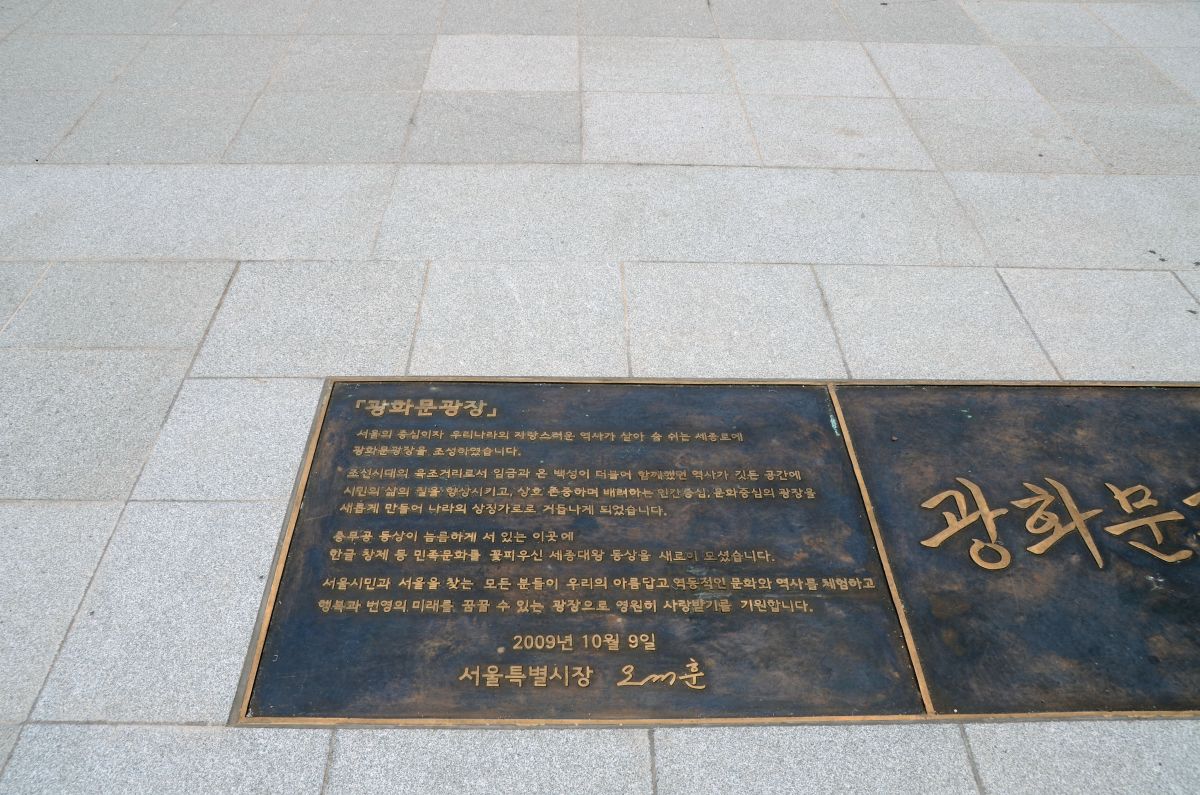 「광화문광장」
서울의 중심이자 우리나라의 자랑스러운 역사가 살아 숨 쉬는 세종로에
광화문광장을 조성하였습니다.
조선시대의 육조거리로서 임금과 온 백성이 더불어 함께했던 역사가 깃든 공간에
시민의 삶의 질을 향상시키고, 상호 존중하며 배려하는 인간중심, 문화중심의 광장을
새롭게 만들어 나라의 상징가로로 거듭나게 되었습니다.
충무공 동상이 늠름하게 서 있는 이곳에
한글 창제 등 민족문화를 꽃피우신 세종대왕 동상을 새로이 모셨습니다.
서울시민과 서울을 찾는 모든 분들이 우리의 아름답고 역동적인 문화와 역사를 체험하고
행복과 번영의 미래를 꿈꿀 수 있는 광장으로 영원히 사랑받기를 기원합니다.
2009년 10월 9일
서울특별시장 오세훈
광화문